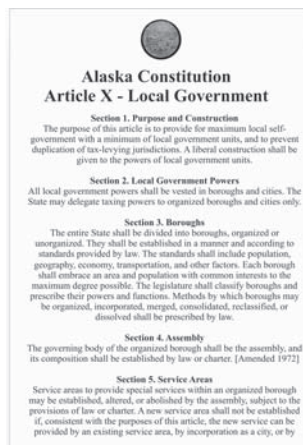 Alaska Constitution
Article X - Local Government
Section 1. Purpose and Construction
The purpose of this article is to provide for maximum local self-
government with a minimum of local government units, and to prevent
duplication of tax-levying jurisdictions. A liberal construction shall be
given to the powers of local government units.
Section 2. Local Government Powers
All local government powers shall be vested in boroughs and cities. The
State may delegate taxing powers to organized boroughs and cities only.
Section 3. Boroughs
The entire State shall be divided into boroughs, organized or
unorganized. They shall be established in a manner and according to
standards provided by law. The standards shall include population,
geography, economy, transportation, and other factors. Each borough
shall embrace an area and population with common interests to the
maximum degree possible. The legislature shall classify boroughs and
prescribe their powers and functions. Methods by which boroughs may
be organized, incorporated, merged, consolidated, reclassified, or
dissolved shall be prescribed by law.
Section 4. Assembly
The governing body of the organized borough shall be the assembly, and
its composition shall be established by law or charter. [Amended 1972]
Section 5. Service Areas
Service areas to provide special services within an organized borough
may be established, altered, or abolished by the assembly, subject to the
provisions of law or charter. A new service area shall not be established
if, consistent with the purposes of this article, the new service can be
provided by an existing service area, by incorporation as a city, or by